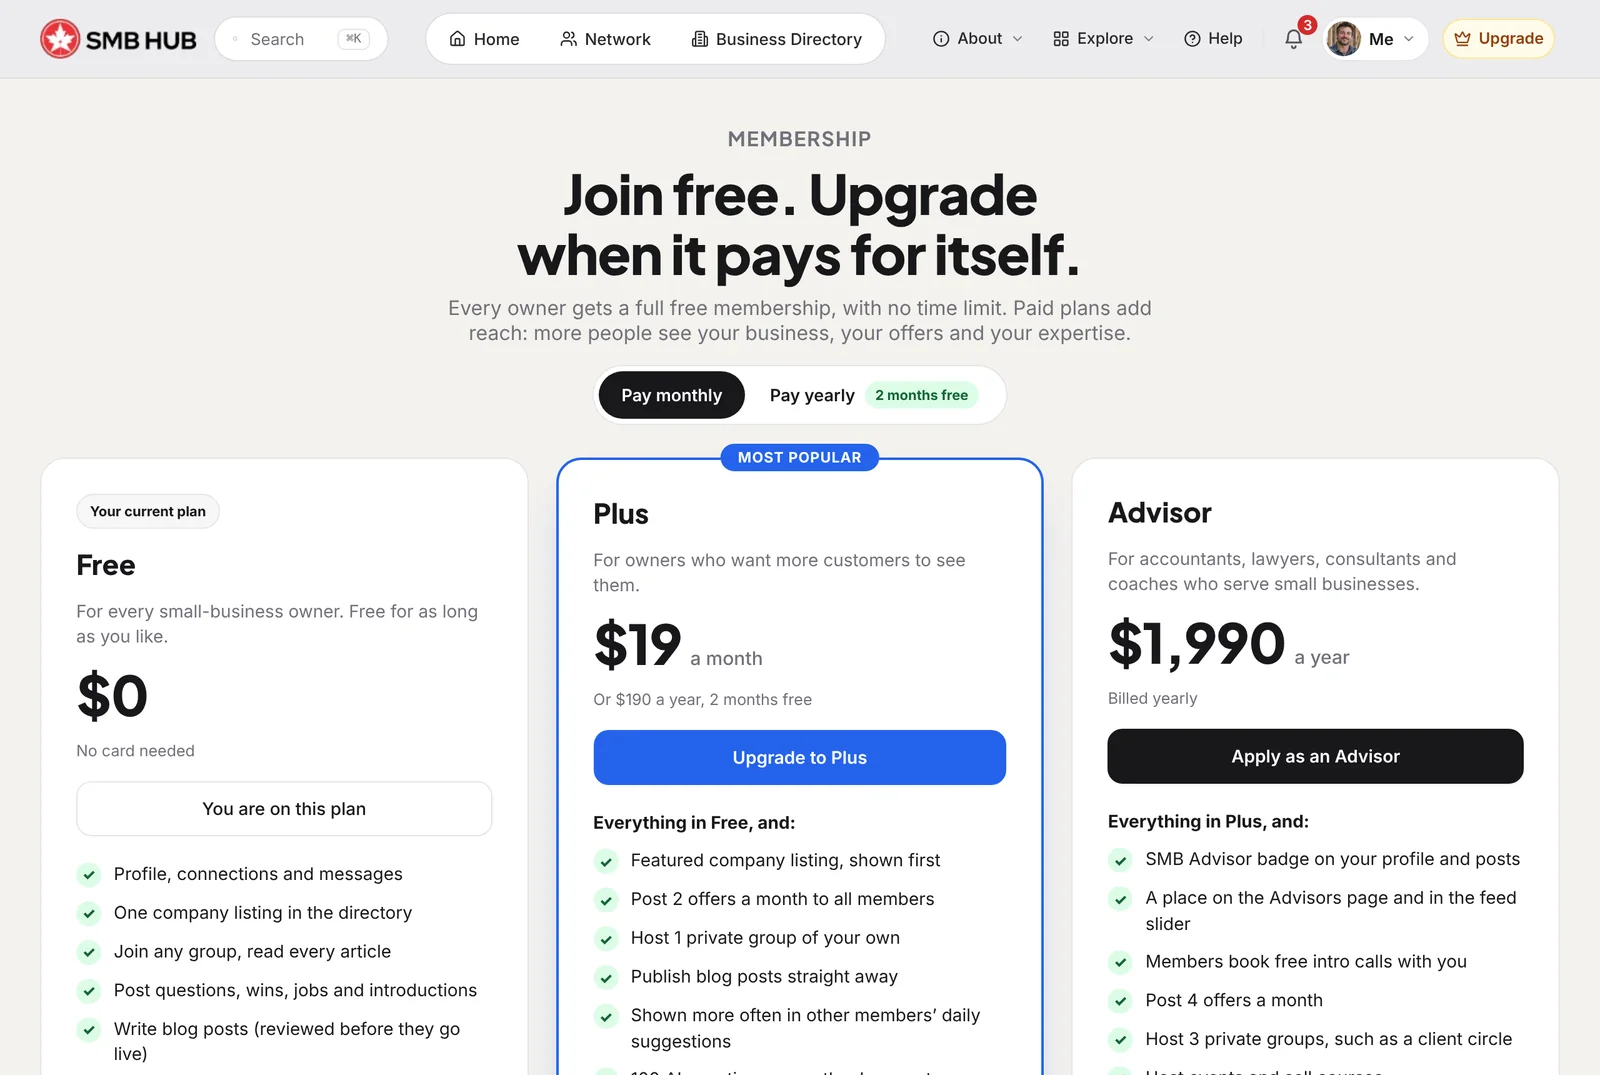 SMB HUB
Search
⌘K
Home
Network
Business Directory
About
Explore
Help
3
Me
Upgrade
MEMBERSHIP
Join free. Upgrade
when it pays for itself.
Every owner gets a full free membership, with no time limit. Paid plans add
reach: more people see your business, your offers and your expertise.
Pay monthly
Pay yearly
2 months free
Your current plan
Free
For every small-business owner. Free for as long
as you like.
$0
No card needed
You are on this plan
Profile, connections and messages
One company listing in the directory
Join any group, read every article
Post questions, wins, jobs and introductions
Write blog posts (reviewed before they go
live)
MOST POPULAR
Plus
For owners who want more customers to see
them.
$19 a month
Or $190 a year, 2 months free
Upgrade to Plus
Everything in Free, and:
Featured company listing, shown first
Post 2 offers a month to all members
Host 1 private group of your own
Publish blog posts straight away
Shown more often in other members’ daily
suggestions
Advisor
For accountants, lawyers, consultants and
coaches who serve small businesses.
$1,990 a year
Billed yearly
Apply as an Advisor
Everything in Plus, and:
SMB Advisor badge on your profile and posts
A place on the Advisors page and in the feed
slider
Members book free intro calls with you
Post 4 offers a month
Host 3 private groups, such as a client circle